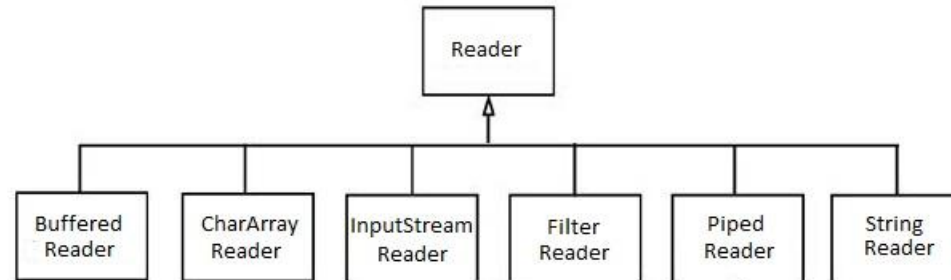 Reader
Buffered
Reader
CharArray
Reader
InputStream
Reader
Filter
Reader
Piped
Reader
String
Reader